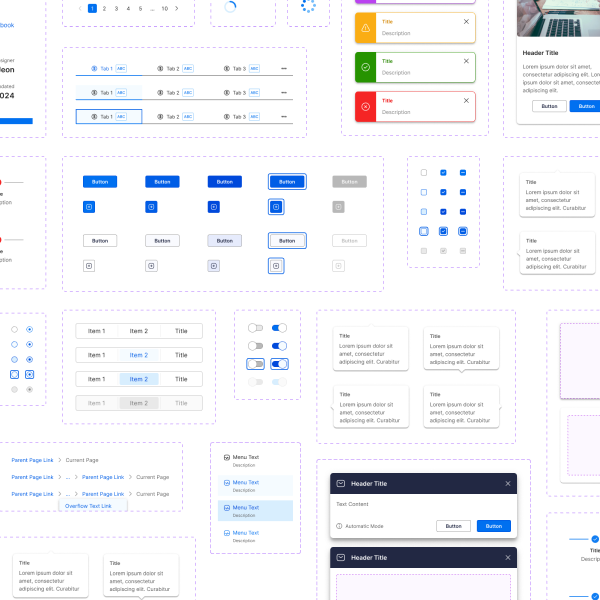 1 2 3 4 5 ... 10
book
signer
Jeon
dated
2024
Title
Description
Title
Description
Title
Description
Header Title
Lorem ipsum dolor sit amet,
consectetur adipiscing elit.
Curabitur adipiscing elit.
Button Button
Tab 1 ABC Tab 2 ABC Tab 3 ABC
Tab 1 ABC Tab 2 ABC Tab 3 ABC
Tab 1 ABC Tab 2 ABC Tab 3 ABC
Button Button Button Button Button
Button Button Button Button Button
Title
Lorem ipsum dolor sit
amet, consectetur
adipiscing elit. Curabitur
Title
Lorem ipsum dolor sit
amet, consectetur
adipiscing elit. Curabitur
Item 1 Item 2 Title
Item 1 Item 2 Title
Item 1 Item 2 Title
Item 1 Item 2 Title
Title
Lorem ipsum dolor sit
amet, consectetur
adipiscing elit. Curabitur
Title
Lorem ipsum dolor sit
amet, consectetur
adipiscing elit. Curabitur
Title
Lorem ipsum dolor sit
amet, consectetur
adipiscing elit. Curabitur
Title
Lorem ipsum dolor sit
amet, consectetur
adipiscing elit. Curabitur
Parent Page Link Current Page
Parent Page Link ... Parent Page Link Current Page
Parent Page Link ... Parent Page Link Current Page
Overflow Text Link
Menu Text
Description
Menu Text
Description
Menu Text
Description
Menu Text
Description
Header Title
Text Content
Automatic Mode Button Button
Header Title
Title
Lorem ipsum dolor sit
amet, consectetur
adipiscing elit. Curabitur
Title
Lorem ipsum dolor sit
amet, consectetur
adipiscing elit. Curabitur
Title